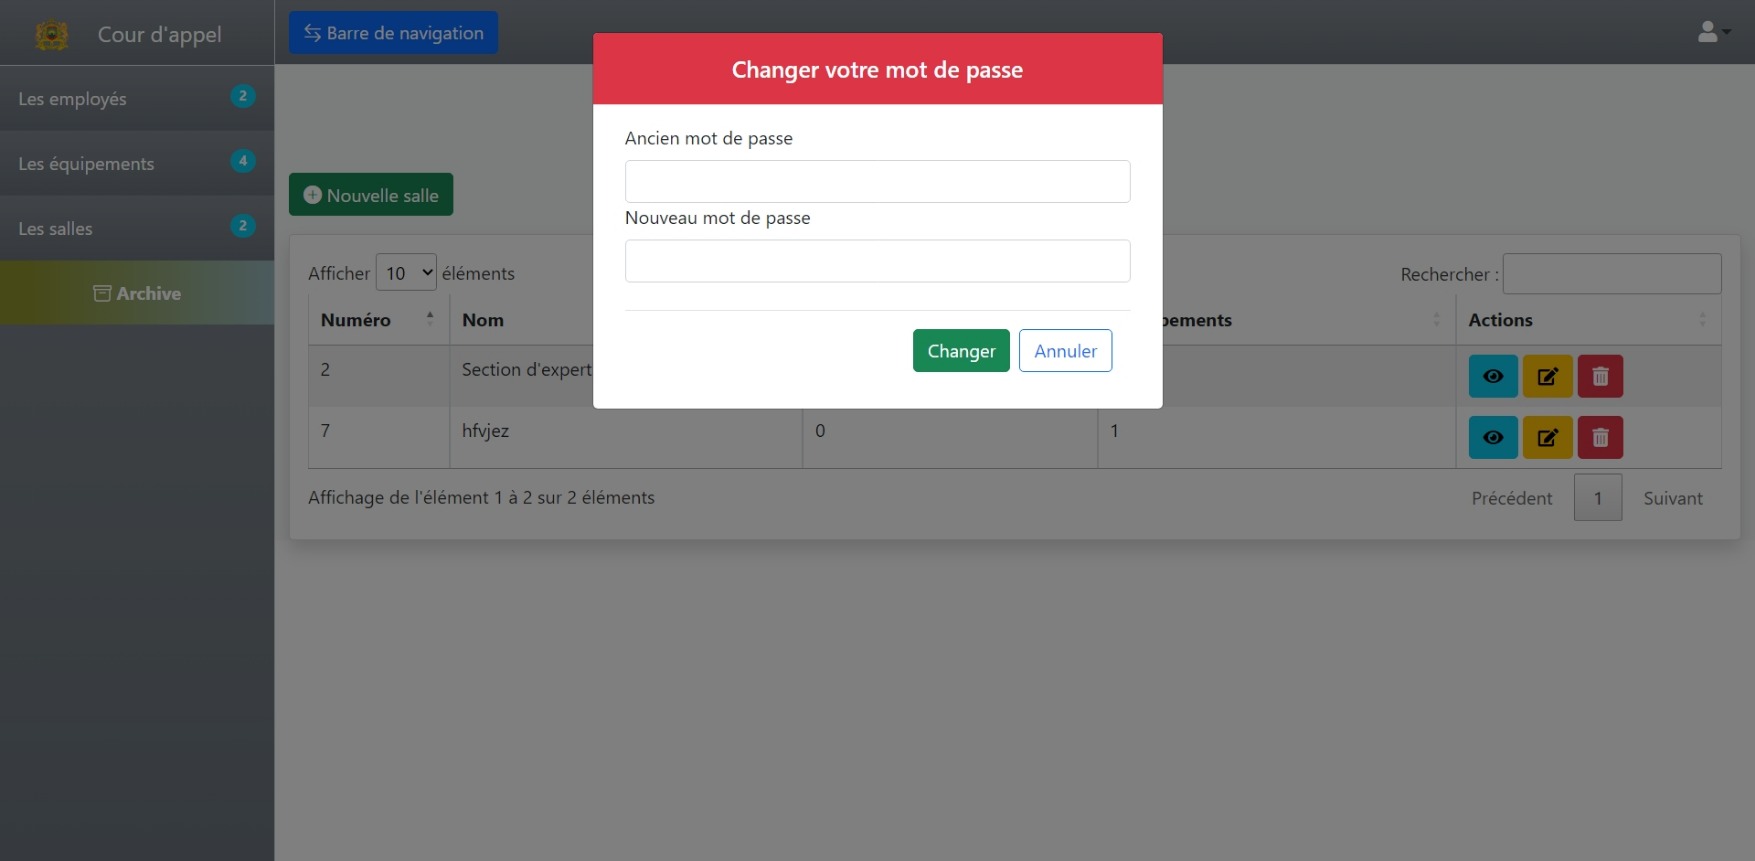 Cour d'appel
Barre de navigation
Les employés 2
Les équipements 4
Les salles 2
Archive
Changer votre mot de passe
Ancien mot de passe
Nouveau mot de passe
Changer
Annuler
Nouvelle salle
Afficher 10 éléments
Rechercher :
Numéro Nom pements Actions
2 Section d'expert
7 hfvjez 0 1
Affichage de l'élément 1 à 2 sur 2 éléments
Précédent 1 Suivant